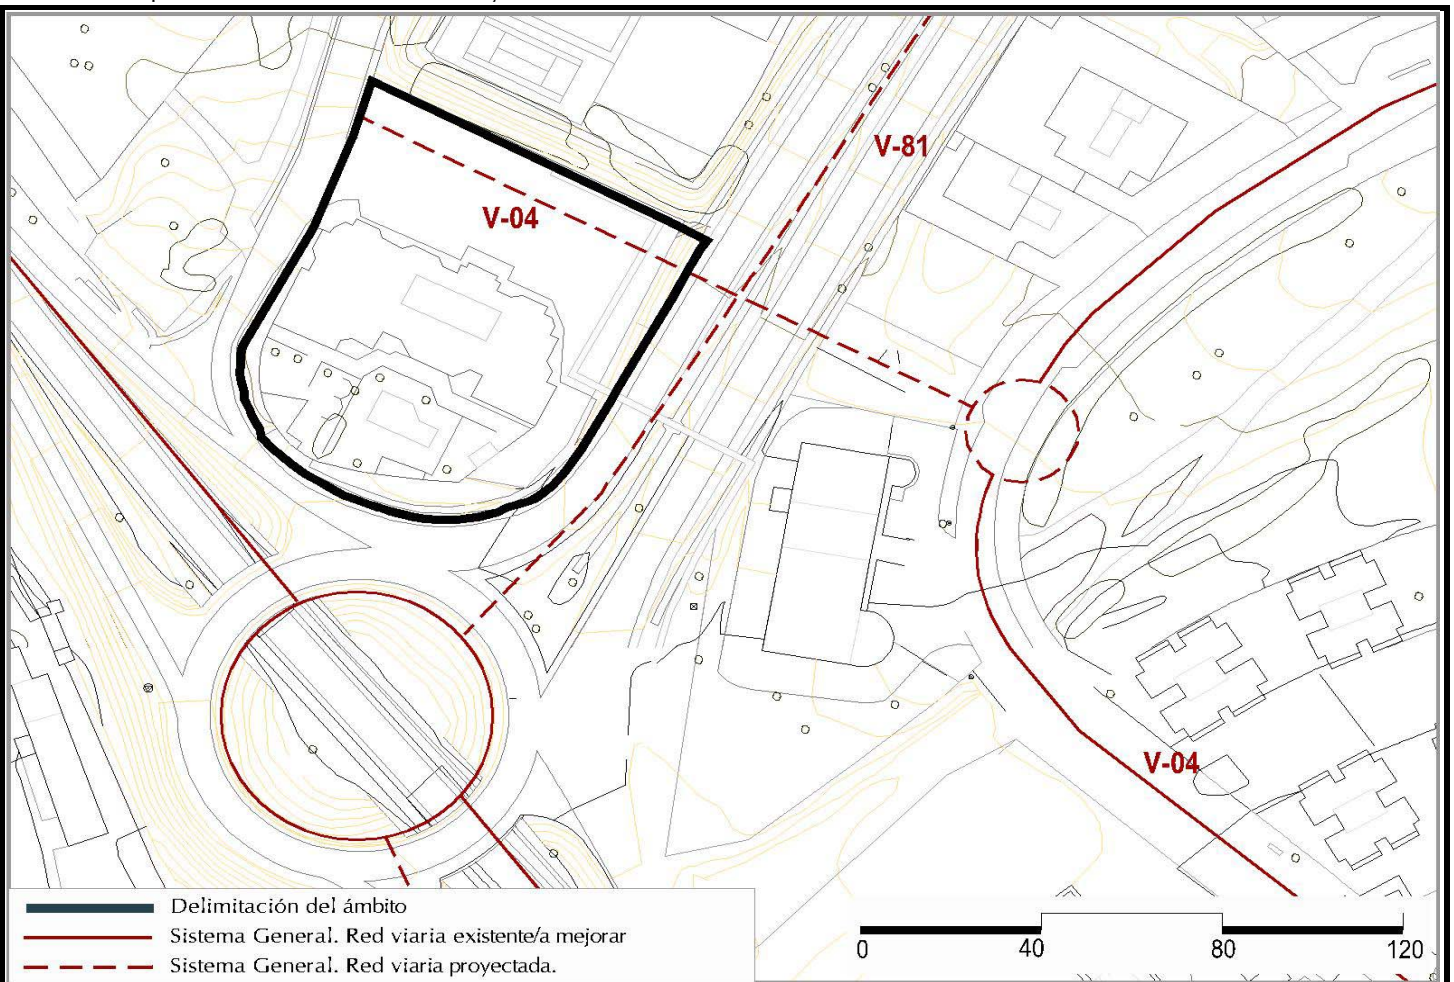 V-81
V-04
V-04
Delimitación del ámbito
Sistema General. Red viaria existente/a mejorar
Sistema General. Red viaria proyectada.
0 40 80 120